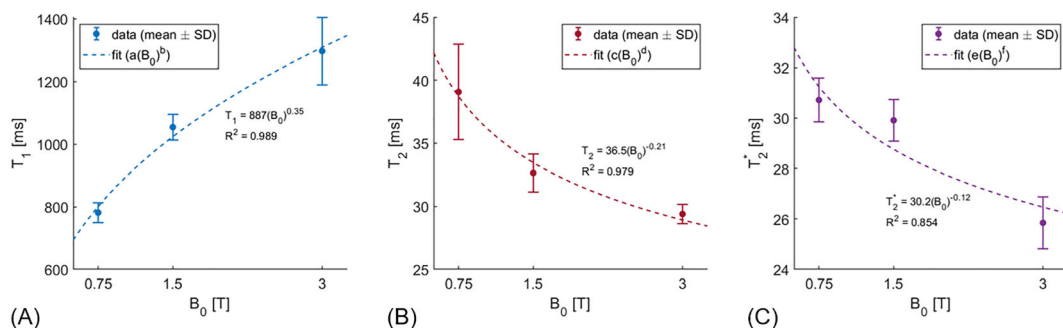 1400
1200
1000
800
600
T₁ [ms]
data (mean ± SD)
fit (a(B₀)ᵇ)
T₁ = 887(B₀)^0.35
R² = 0.989
0.75 1.5 3
B₀ [T]
(A)
45
40
35
30
25
T₂ [ms]
data (mean ± SD)
fit (c(B₀)ᵈ)
T₂ = 36.5(B₀)^-0.21
R² = 0.979
0.75 1.5 3
B₀ [T]
(B)
34
32
30
28
26
24
T₂* [ms]
data (mean ± SD)
fit (e(B₀)ᶠ)
T₂* = 30.2(B₀)^-0.12
R² = 0.854
0.75 1.5 3
B₀ [T]
(C)